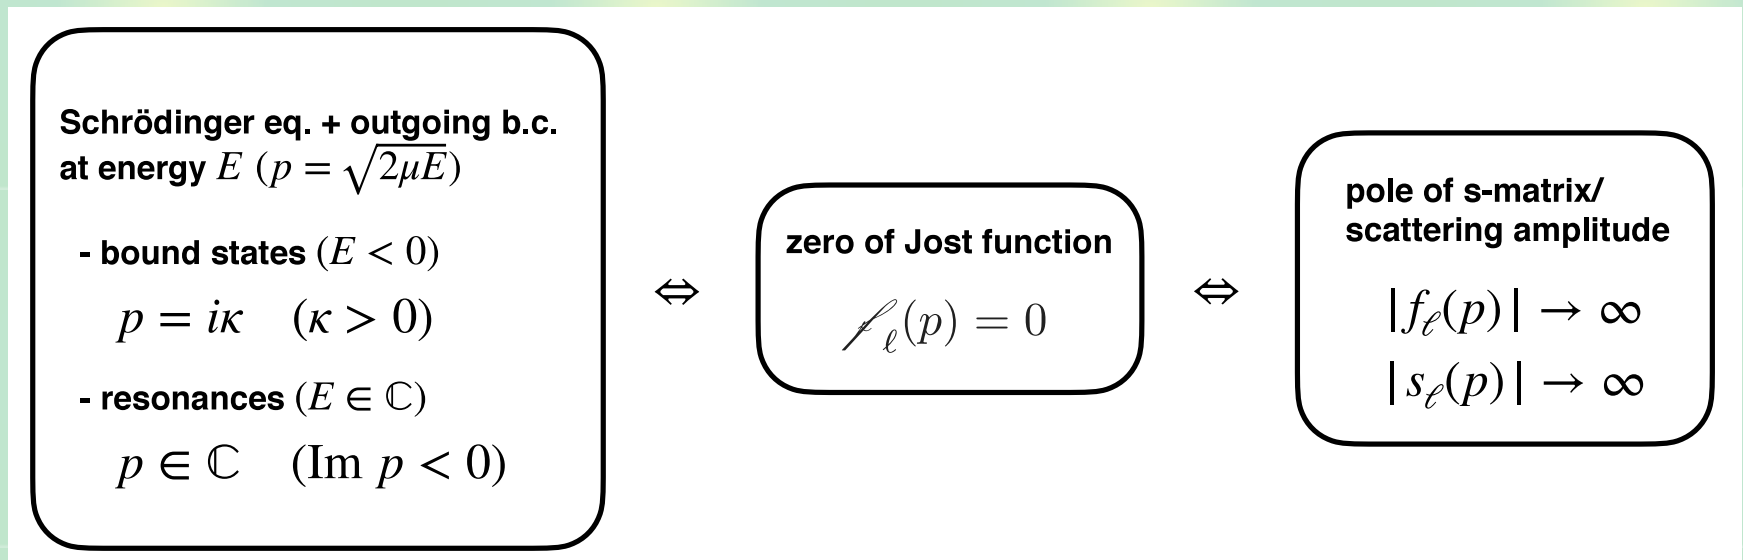 Schrödinger eq. + outgoing b.c.
at energy E (p = √2μE)
- bound states (E < 0)
p = iκ (κ > 0)
- resonances (E ∈ ℂ)
p ∈ ℂ (Im p < 0)
⇔
zero of Jost function
𝒻ℓ(p) = 0
⇔
pole of s-matrix/
scattering amplitude
|fℓ(p)| → ∞
|sℓ(p)| → ∞